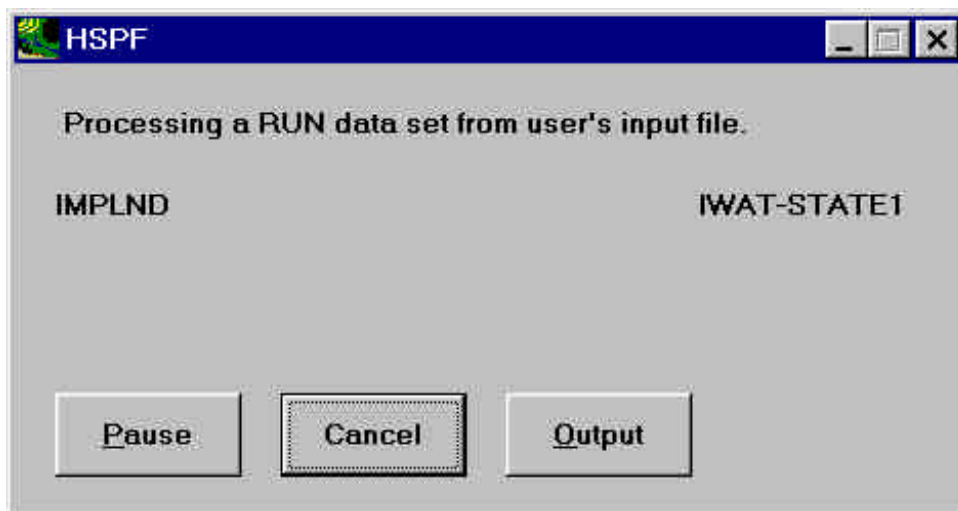 HSPF
Processing a RUN data set from user's input file.
IMPLND IWAT-STATE1
Pause Cancel Output